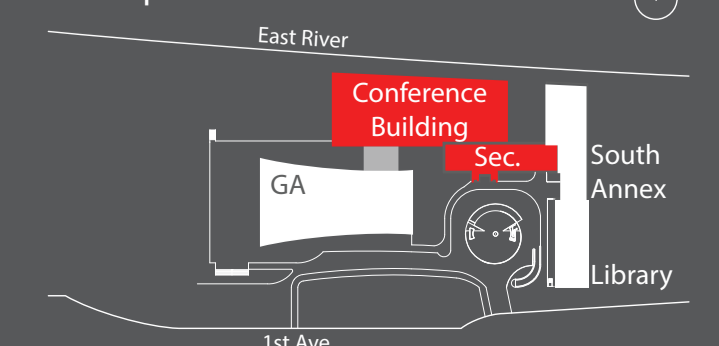 East River
Conference
Building
Sec.
South
Annex
GA
Library
1st Ave